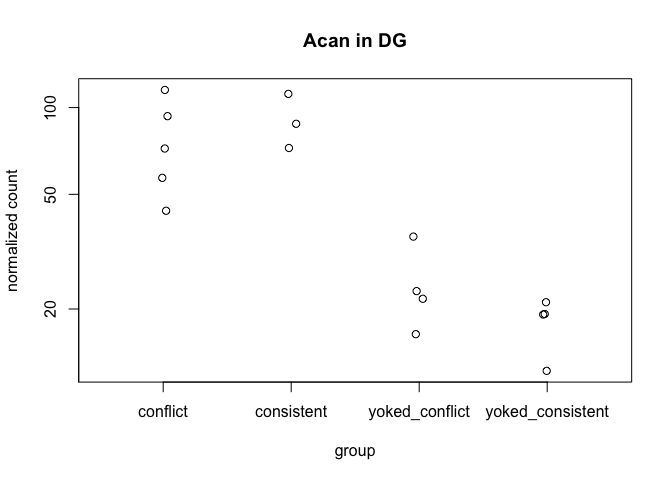 Acan in DG
normalized count
100
50
20
conflict consistent yoked_conflict yoked_consistent
group